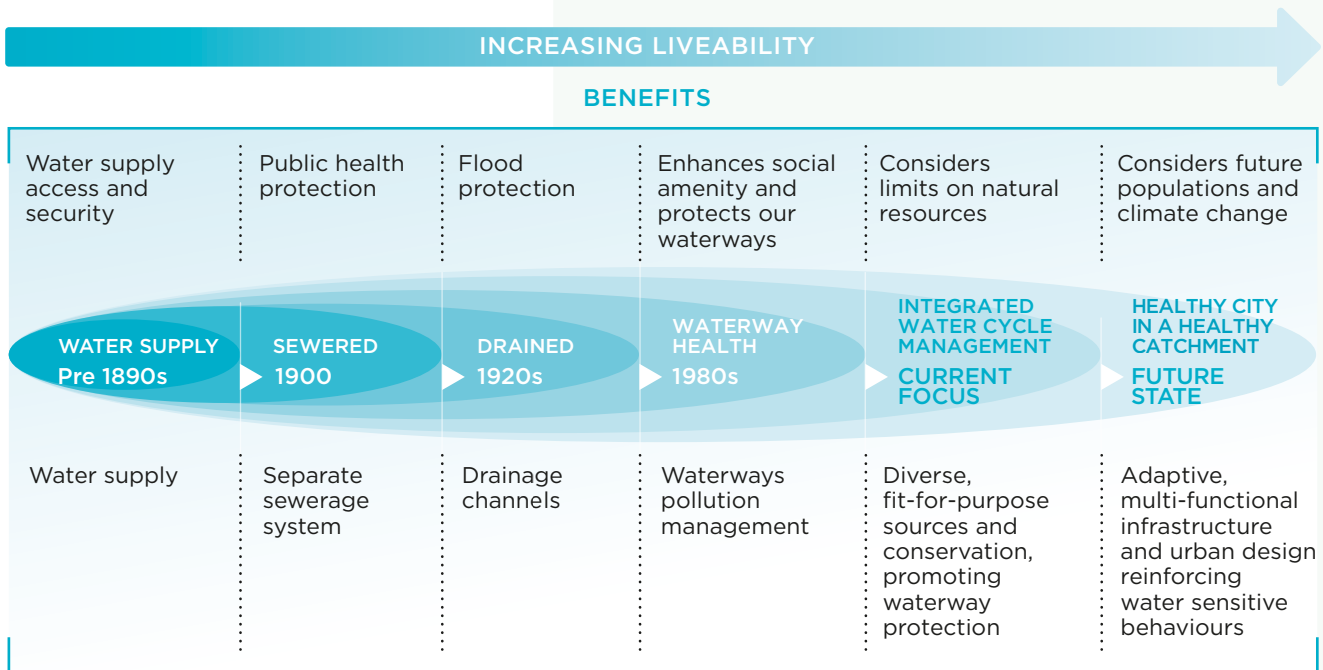 INCREASING LIVEABILITY
BENEFITS
Water supply
access and
security
Public health
protection
Flood
protection
Enhances social
amenity and
protects our
waterways
Considers
limits on natural
resources
Considers future
populations and
climate change
WATER SUPPLY
Pre 1890s
SEWERED
1900
DRAINED
1920s
WATERWAY
HEALTH
1980s
INTEGRATED
WATER CYCLE
MANAGEMENT
CURRENT
FOCUS
HEALTHY CITY
IN A HEALTHY
CATCHMENT
FUTURE
STATE
Water supply
Separate
sewerage
system
Drainage
channels
Waterways
pollution
management
Diverse,
fit-for-purpose
sources and
conservation,
promoting
waterway
protection
Adaptive,
multi-functional
infrastructure
and urban design
reinforcing
water sensitive
behaviours